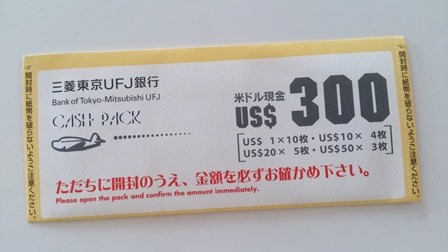 三菱東京UFJ銀行
Bank of Tokyo-Mitsubishi UFJ
CASH PACK
米ドル現金
US$ 300
[US$ 1×10枚・US$10× 4枚
US$20× 5枚・US$50× 3枚]
ただちに開封のうえ、金額を必ずお確かめ下さい。
Please open the pack and confirm the amount immediately.
開封時に紙幣を破らないようご注意ください。
開封時に紙幣を破らないようご注意ください。